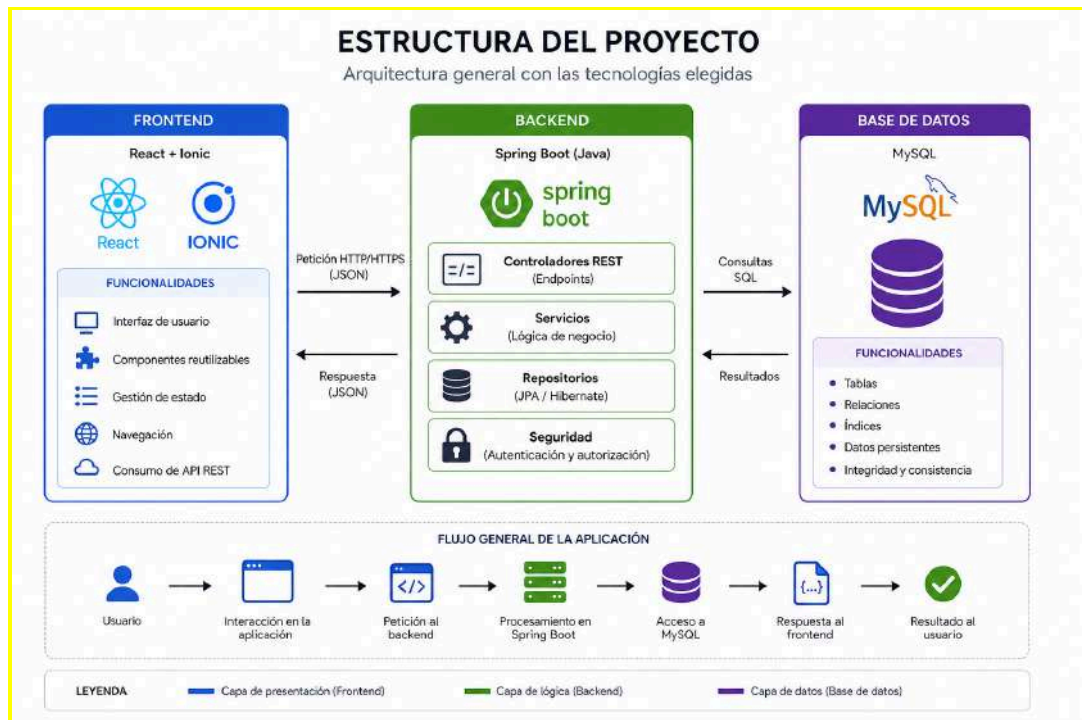 ESTRUCTURA DEL PROYECTO
Arquitectura general con las tecnologías elegidas
FRONTEND
React + Ionic
React
IONIC
FUNCIONALIDADES
Interfaz de usuario
Componentes reutilizables
Gestión de estado
Navegación
Consumo de API REST
Petición HTTP/HTTPS
(JSON)
Respuesta
(JSON)
BACKEND
Spring Boot (Java)
spring
boot
=/=
Controladores REST
(Endpoints)
Servicios
(Lógica de negocio)
Repositorios
(JPA / Hibernate)
Seguridad
(Autenticación y autorización)
Consultas
SQL
Resultados
BASE DE DATOS
MySQL
MySQL
FUNCIONALIDADES
Tablas
Relaciones
Índices
Datos persistentes
Integridad y consistencia
FLUJO GENERAL DE LA APLICACIÓN
</>
{...}
Usuario
Interacción en la
aplicación
Petición al
backend
Procesamiento en
Spring Boot
Acceso a
MySQL
Respuesta al
frontend
Resultado al
usuario
LEYENDA
Capa de presentación (Frontend)
Capa de lógica (Backend)
Capa de datos (Base de datos)